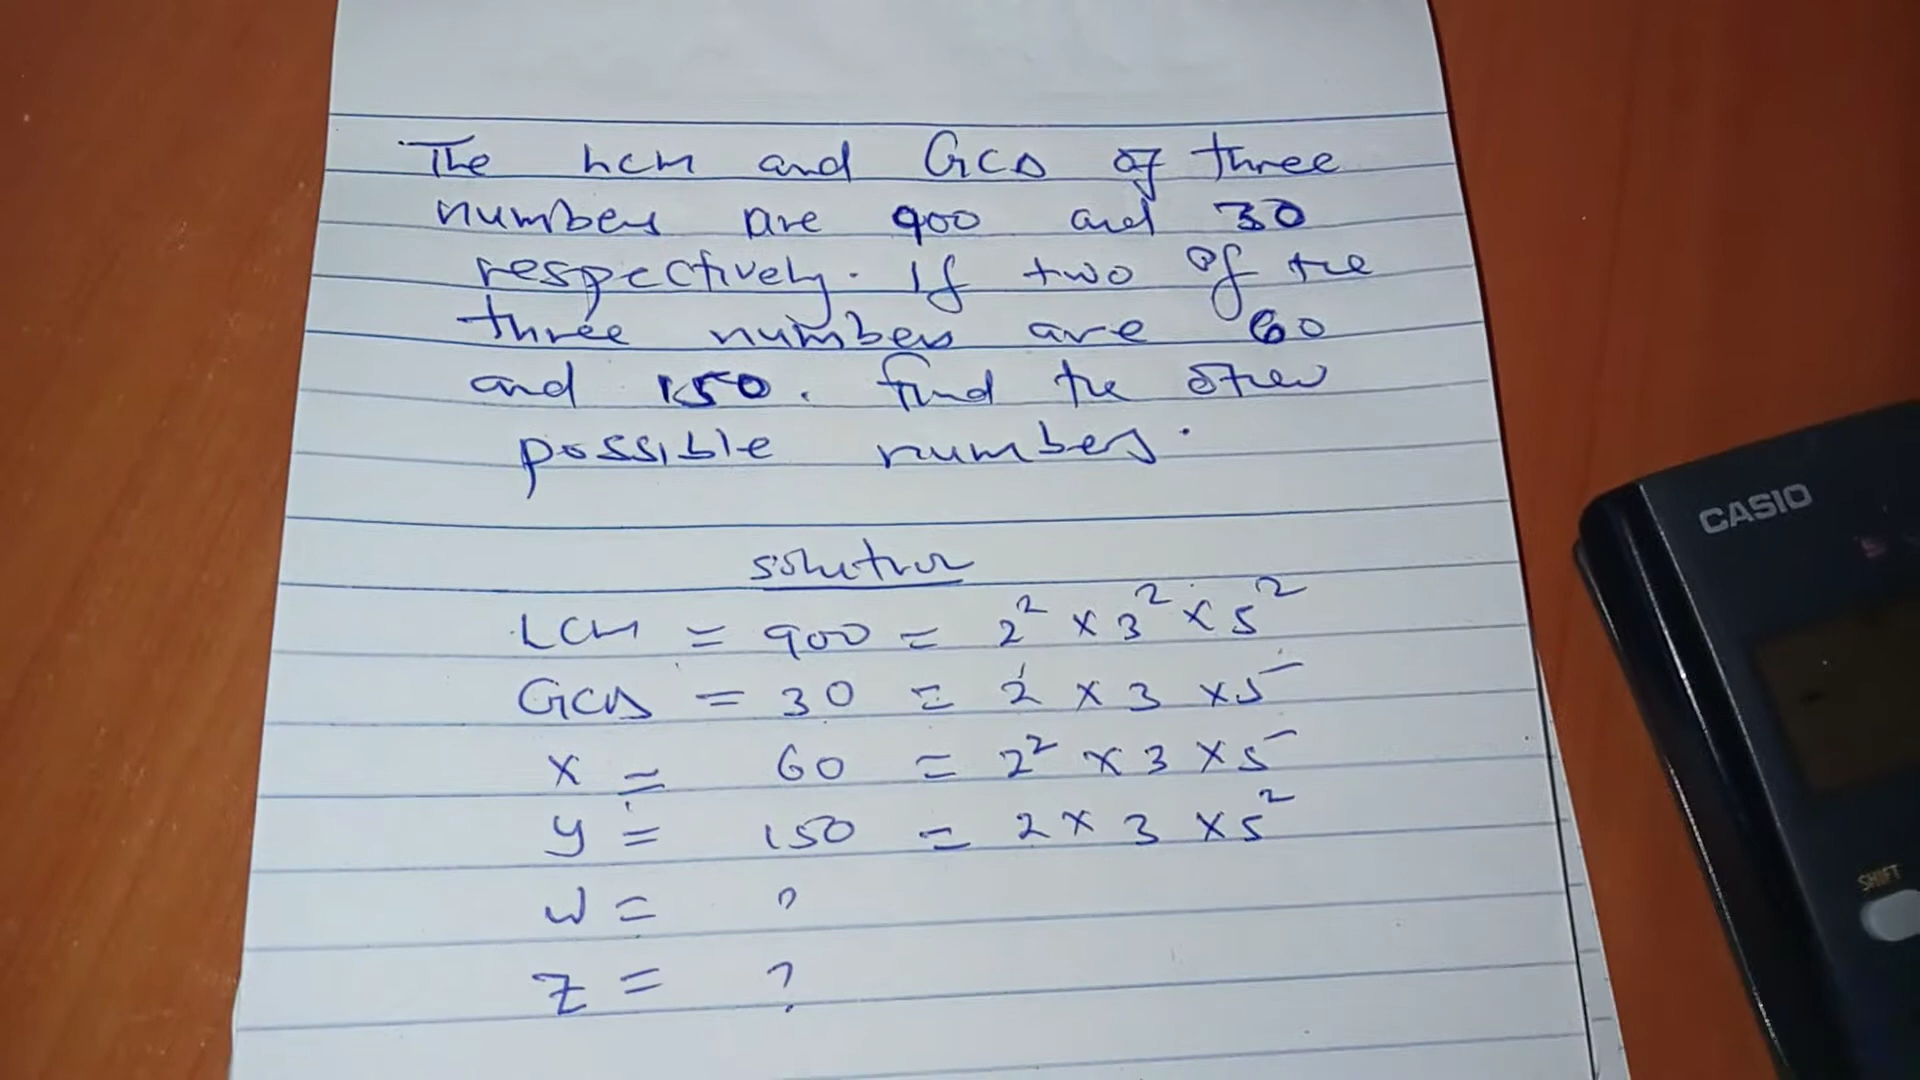 The LCM and GCD of three
numbers are 900 and 30
respectively. If two of the
three numbers are 60
and 150. find the other
possible numbers.
solution
LCM = 900 = 2² × 3² × 5²
GCD = 30 = 2 × 3 × 5
x = 60 = 2² × 3 × 5
y = 150 = 2 × 3 × 5²
W = ?
Z = ?
CASIO
SHIFT